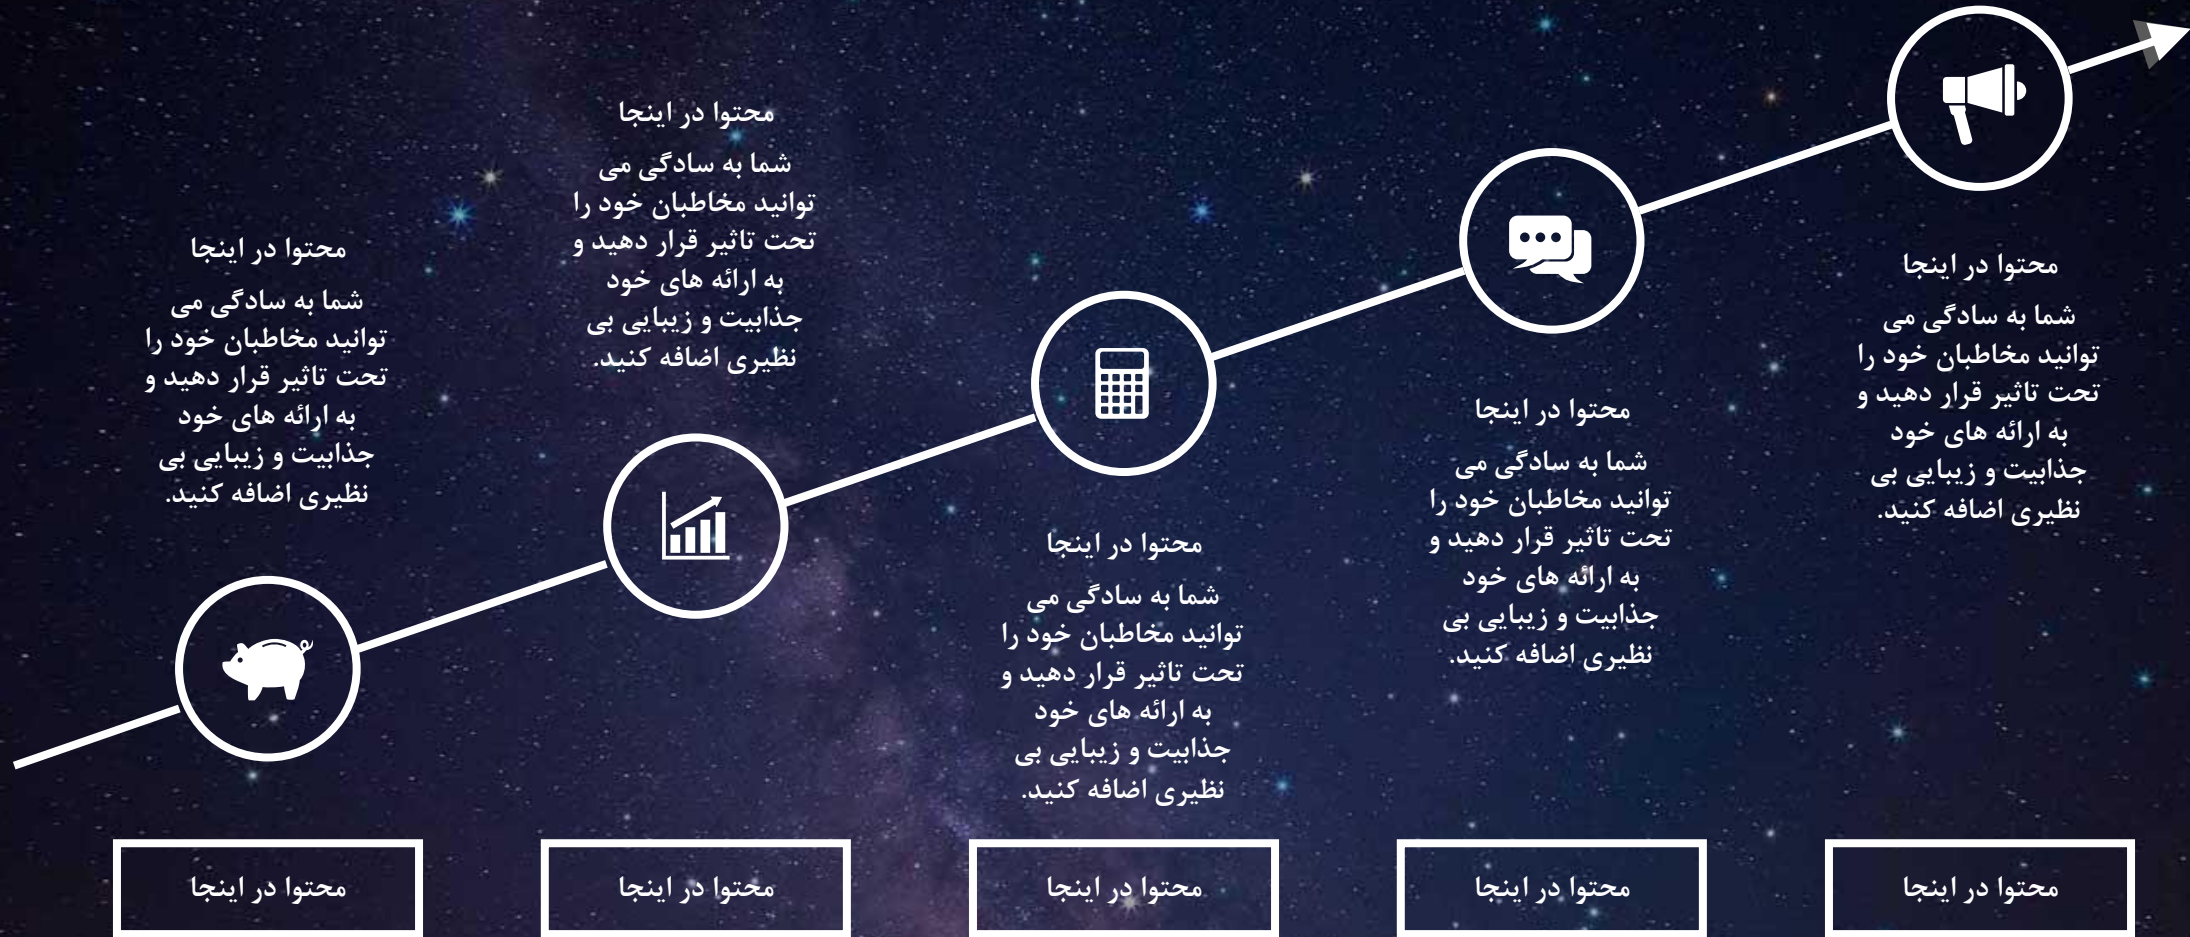 محتوا در اینجا
شما به سادگی می
توانید مخاطبان خود را
تحت تاثیر قرار دهید و
به ارائه های خود
جذابیت و زیبایی بی
نظیری اضافه کنید.
محتوا در اینجا
شما به سادگی می
توانید مخاطبان خود را
تحت تاثیر قرار دهید و
به ارائه های خود
جذابیت و زیبایی بی
نظیری اضافه کنید.
محتوا در اینجا
شما به سادگی می
توانید مخاطبان خود را
تحت تاثیر قرار دهید و
به ارائه های خود
جذابیت و زیبایی بی
نظیری اضافه کنید.
محتوا در اینجا
شما به سادگی می
توانید مخاطبان خود را
تحت تاثیر قرار دهید و
به ارائه های خود
جذابیت و زیبایی بی
نظیری اضافه کنید.
محتوا در اینجا
شما به سادگی می
توانید مخاطبان خود را
تحت تاثیر قرار دهید و
به ارائه های خود
جذابیت و زیبایی بی
نظیری اضافه کنید.
محتوا در اینجا
محتوا در اینجا
محتوا در اینجا
محتوا در اینجا
محتوا در اینجا